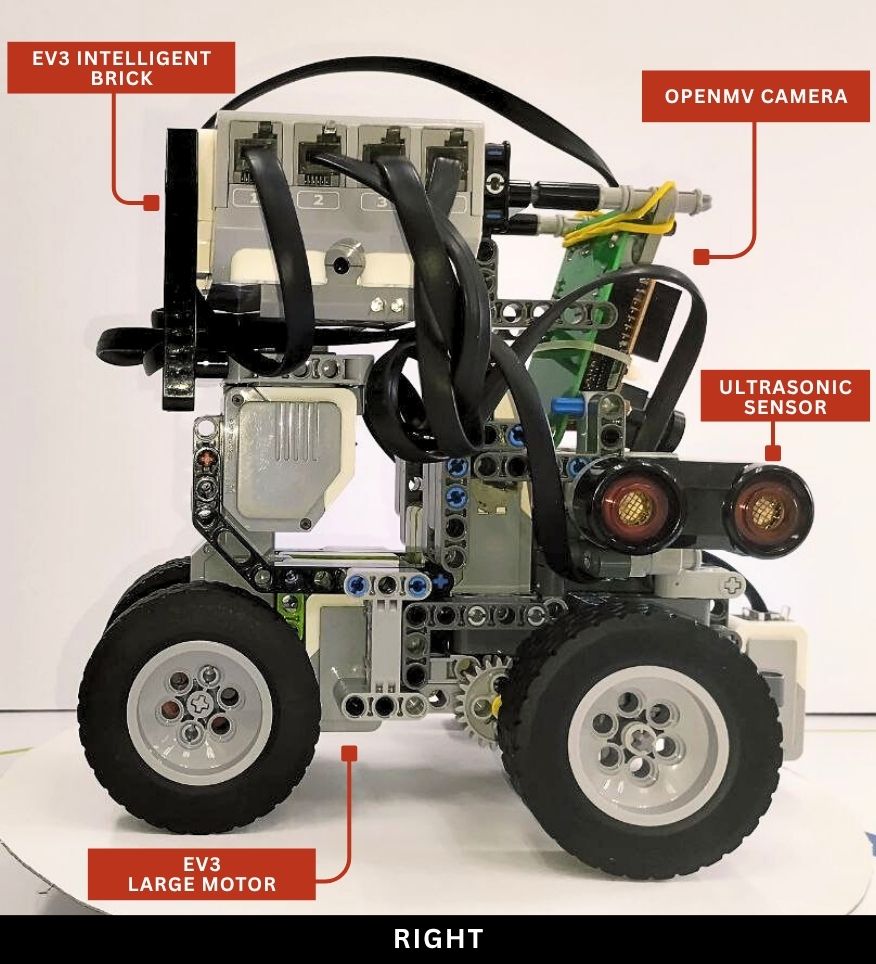 EV3 INTELLIGENT
BRICK
OPENMV CAMERA
1
2
3
ULTRASONIC
SENSOR
EV3
LARGE MOTOR
RIGHT